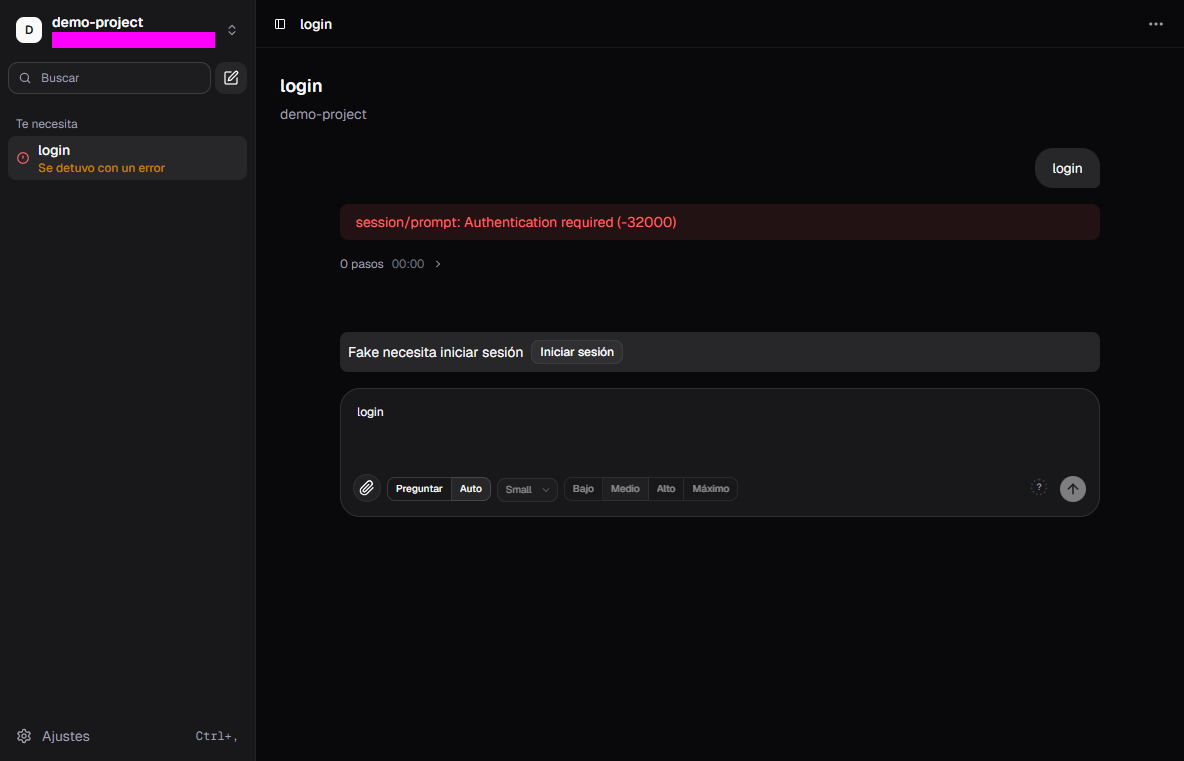 D
demo-project
Buscar
Te necesita
login
Se detuvo con un error
Ajustes
Ctrl+,
login
login
demo-project
login
session/prompt: Authentication required (-32000)
0 pasos 00:00
Fake necesita iniciar sesión Iniciar sesión
login
Preguntar Auto Small Bajo Medio Alto Máximo ?